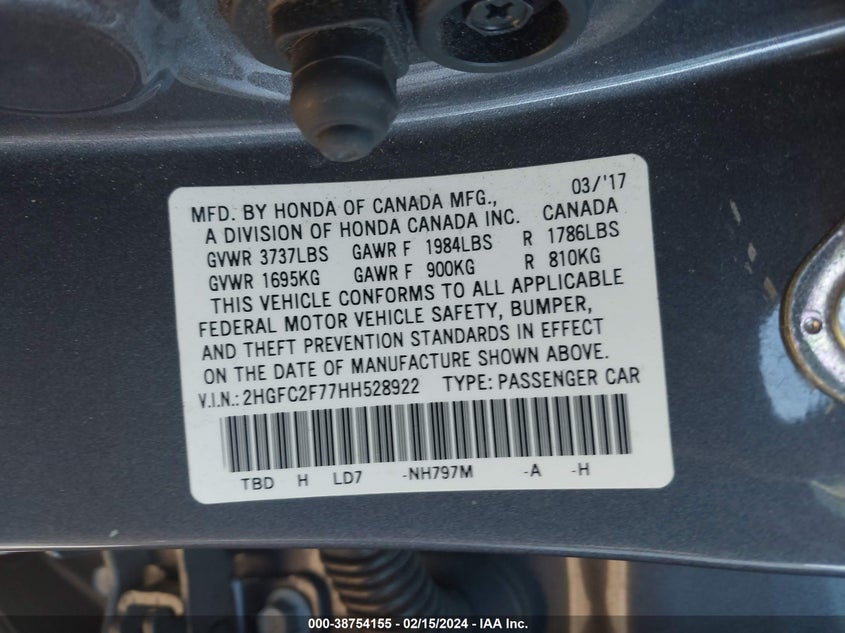 MFD. BY HONDA OF CANADA MFG., 03/'17
A DIVISION OF HONDA CANADA INC. CANADA
GVWR 3737LBS GAWR F 1984LBS R 1786LBS
GVWR 1695KG GAWR F 900KG R 810KG
THIS VEHICLE CONFORMS TO ALL APPLICABLE
FEDERAL MOTOR VEHICLE SAFETY, BUMPER,
AND THEFT PREVENTION STANDARDS IN EFFECT
ON THE DATE OF MANUFACTURE SHOWN ABOVE.
V.I.N.: 2HGFC2F77HH528922 TYPE: PASSENGER CAR
TBD H LD7 -NH797M -A -H
000-38754155 - 02/15/2024 - IAA Inc.